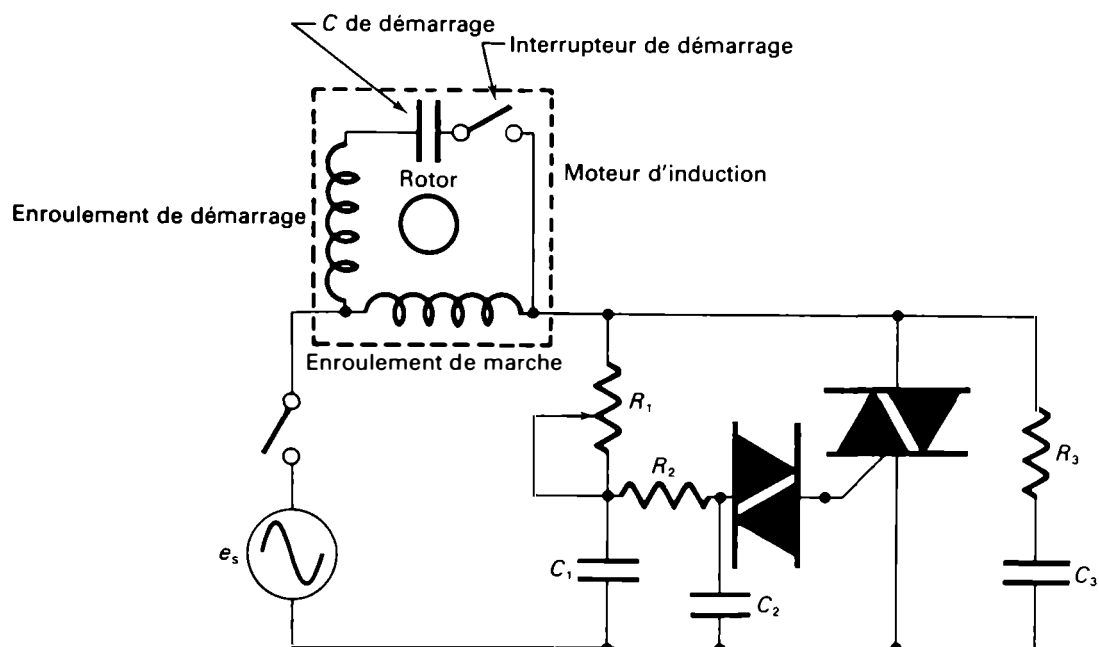 C de démarrage
Interrupteur de démarrage
Rotor
Moteur d'induction
Enroulement de démarrage
Enroulement de marche
R₁
R₂
R₃
eₛ
C₁
C₂
C₃